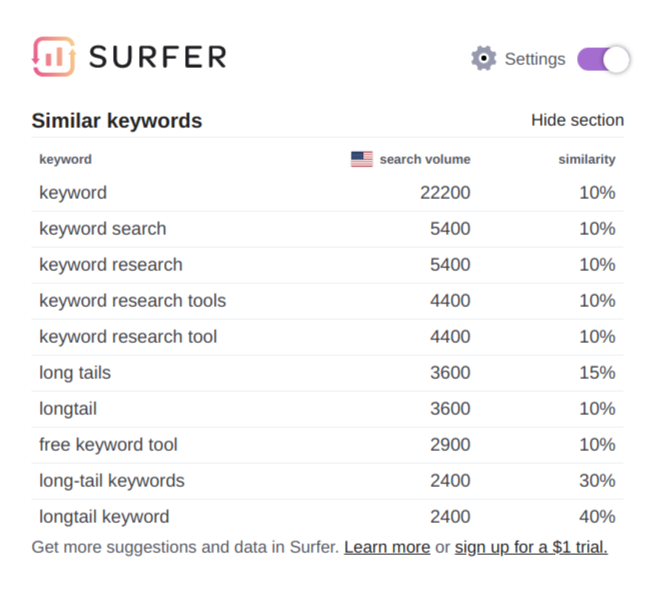 SURFER Settings
Similar keywords Hide section
keyword search volume similarity
keyword 22200 10%
keyword search 5400 10%
keyword research 5400 10%
keyword research tools 4400 10%
keyword research tool 4400 10%
long tails 3600 15%
longtail 3600 10%
free keyword tool 2900 10%
long-tail keywords 2400 30%
longtail keyword 2400 40%
Get more suggestions and data in Surfer. Learn more or sign up for a $1 trial.